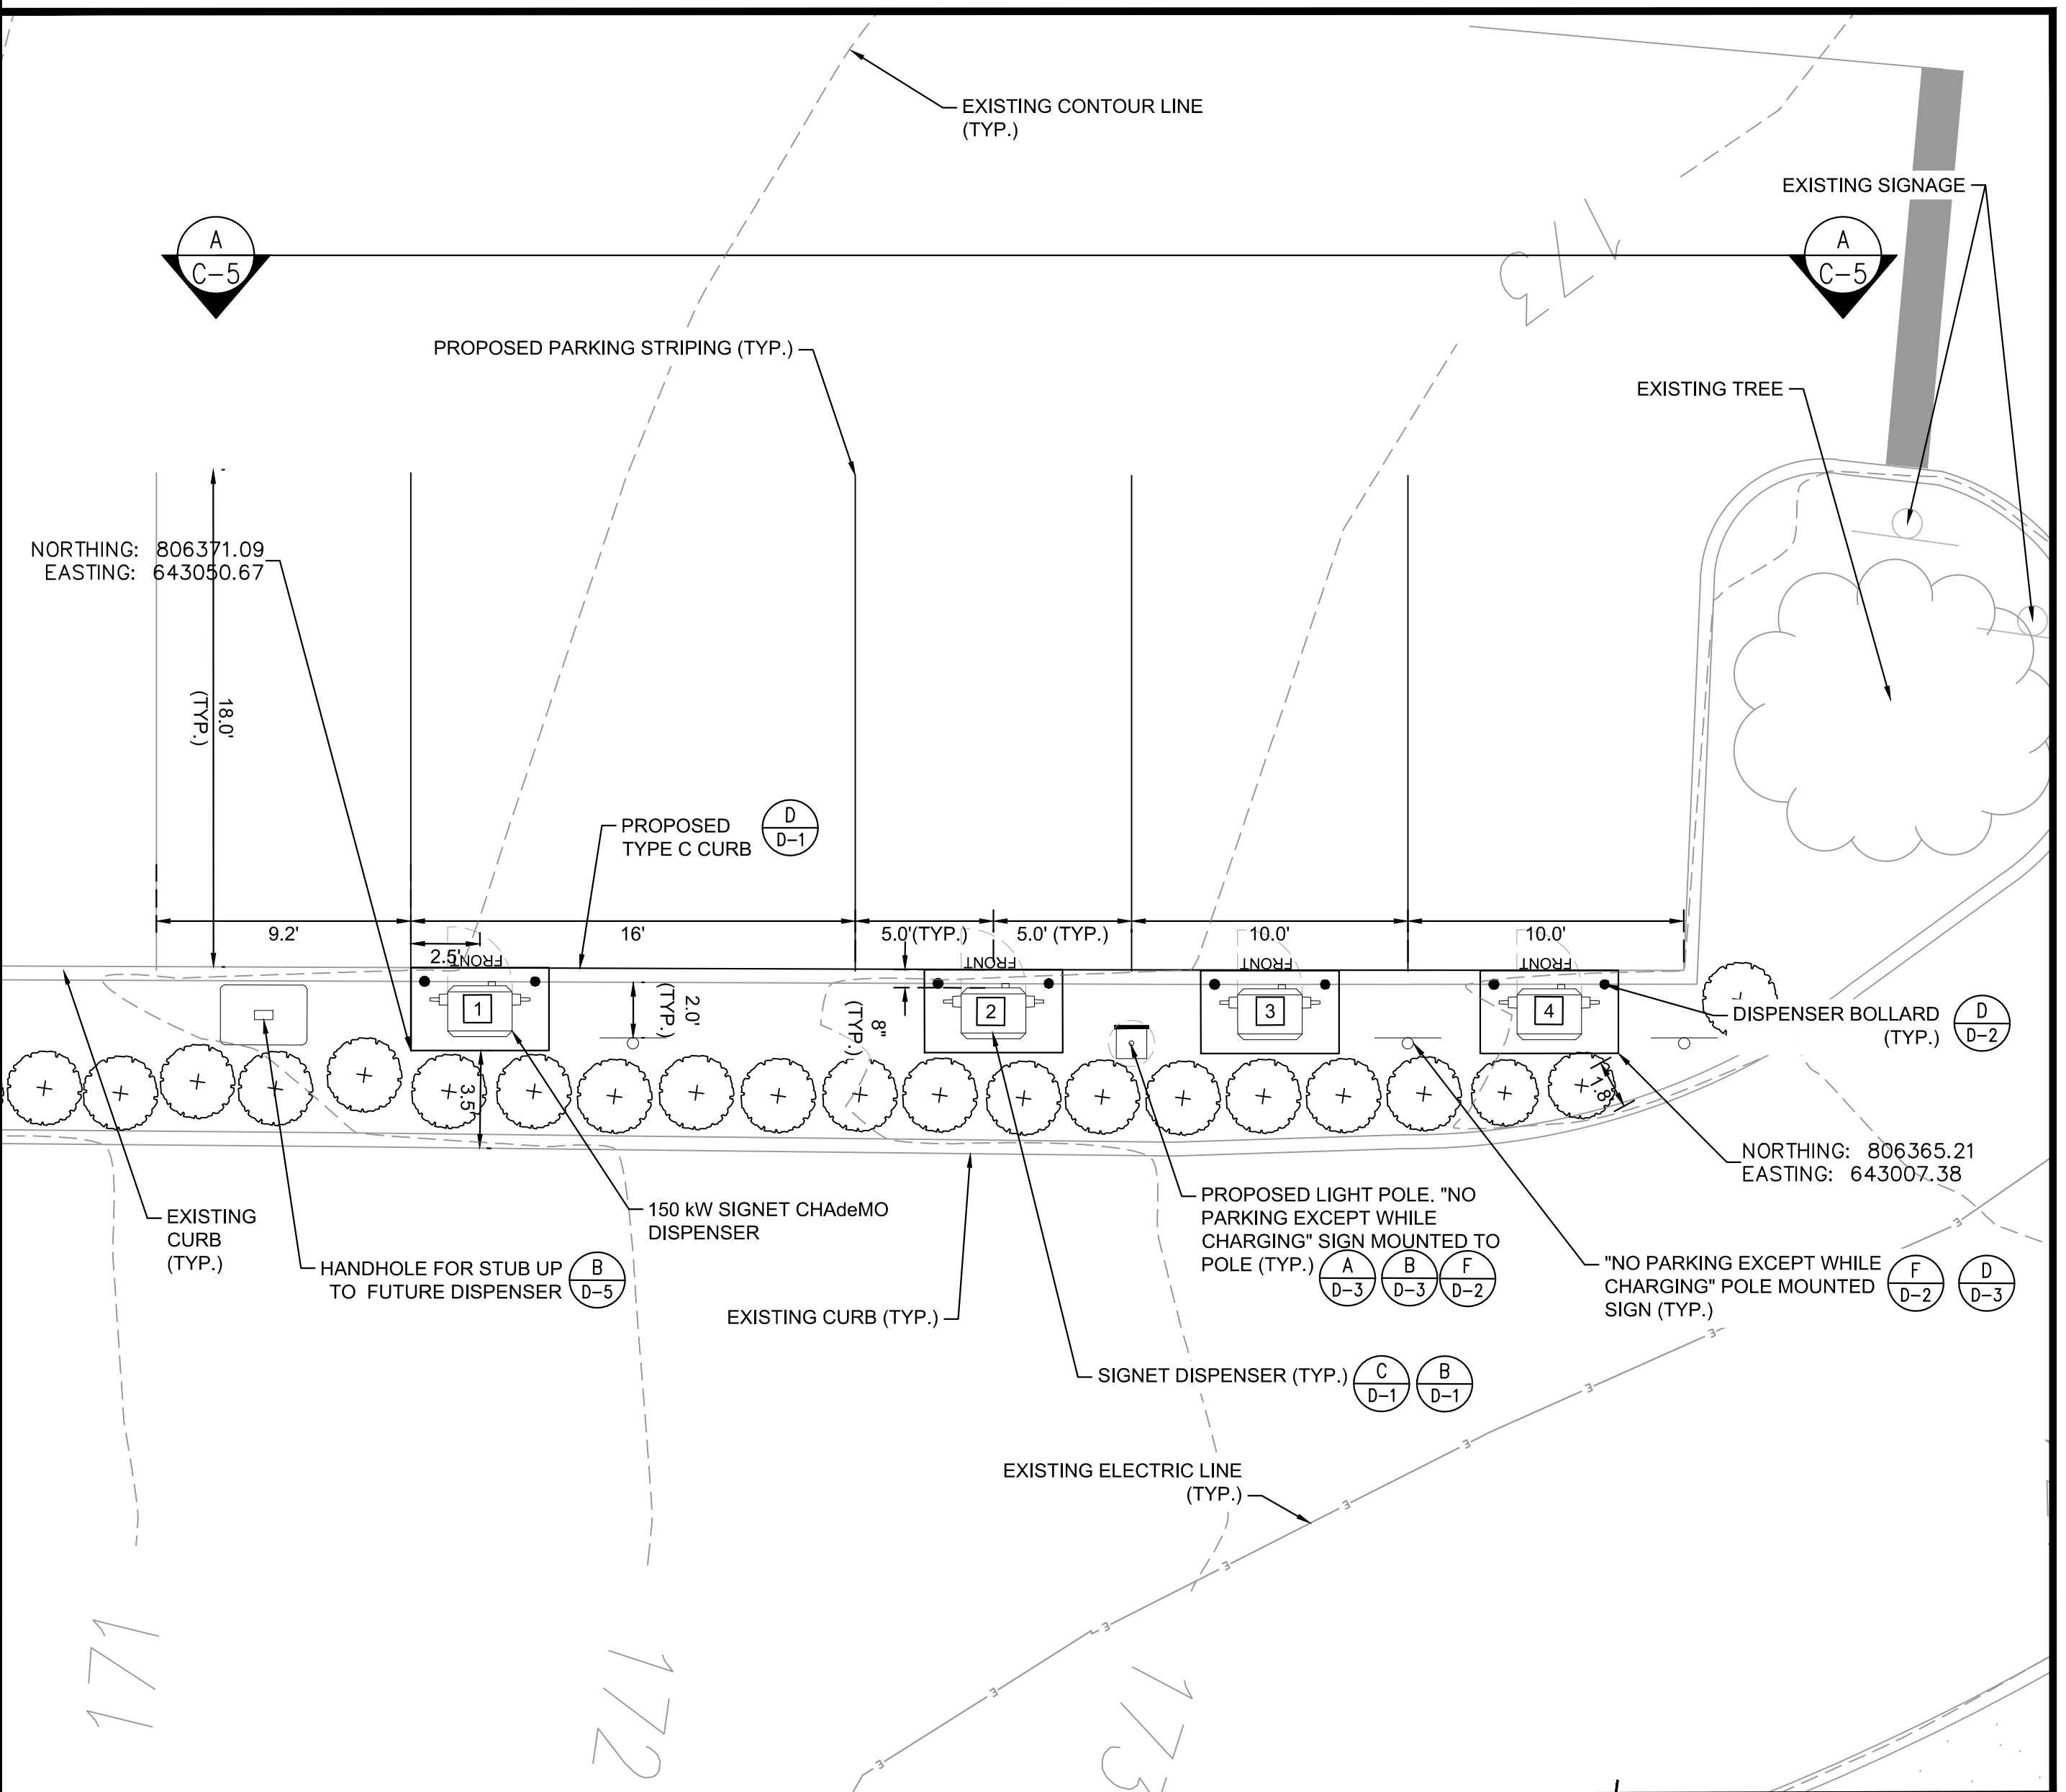 EXISTING CONTOUR LINE
(TYP.)
EXISTING SIGNAGE
A
C-5
A
C-5
173
PROPOSED PARKING STRIPING (TYP.)
EXISTING TREE
NORTHING: 806371.09
EASTING: 643050.67
18.0'
(TYP.)
PROPOSED
TYPE C CURB
D
D-1
9.2'
16'
5.0'(TYP.)
5.0' (TYP.)
10.0'
10.0'
2.5'
FRONT
FRONT
FRONT
FRONT
1
2.0'
(TYP.)
8"
(TYP.)
2
3
4
DISPENSER BOLLARD
(TYP.)
D
D-2
3.5'
1.8'
NORTHING: 806365.21
EASTING: 643007.38
EXISTING
CURB
(TYP.)
150 kW SIGNET CHAdeMO
DISPENSER
PROPOSED LIGHT POLE. "NO
PARKING EXCEPT WHILE
CHARGING" SIGN MOUNTED TO
POLE (TYP.)
A
D-3
B
D-3
F
D-2
HANDHOLE FOR STUB UP
TO FUTURE DISPENSER
B
D-5
"NO PARKING EXCEPT WHILE
CHARGING" POLE MOUNTED
SIGN (TYP.)
F
D-2
D
D-3
EXISTING CURB (TYP.)
SIGNET DISPENSER (TYP.)
C
D-1
B
D-1
EXISTING ELECTRIC LINE
(TYP.)
E
E
E
E
E
E
E
E
E
171
172
173